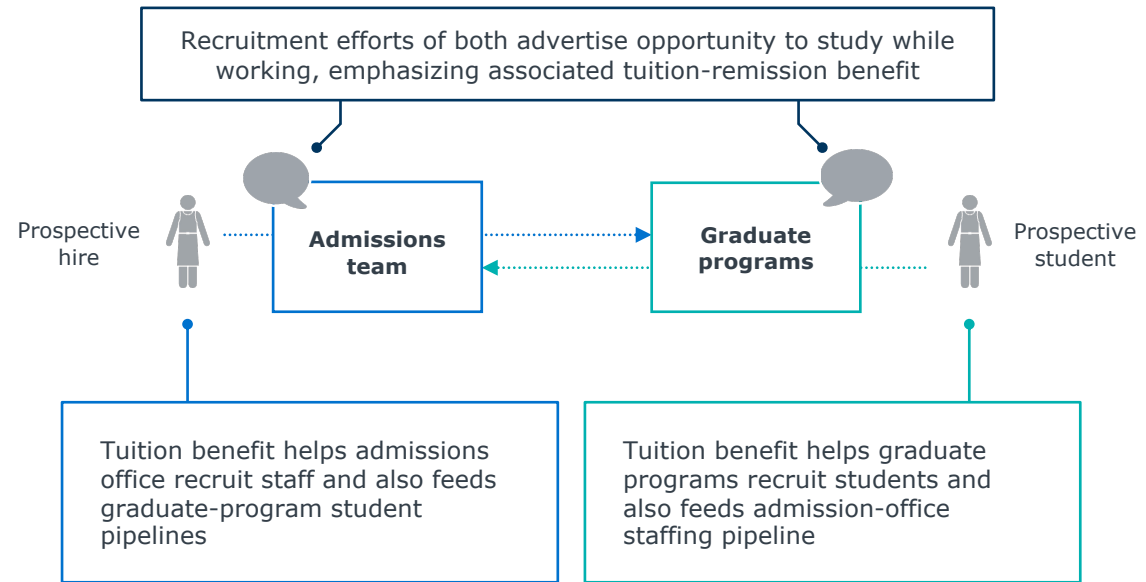 Recruitment efforts of both advertise opportunity to study while
working, emphasizing associated tuition-remission benefit
Prospective
hire
Admissions
team
Graduate
programs
Prospective
student
Tuition benefit helps admissions
office recruit staff and also feeds
graduate-program student
pipelines
Tuition benefit helps graduate
programs recruit students and
also feeds admission-office
staffing pipeline